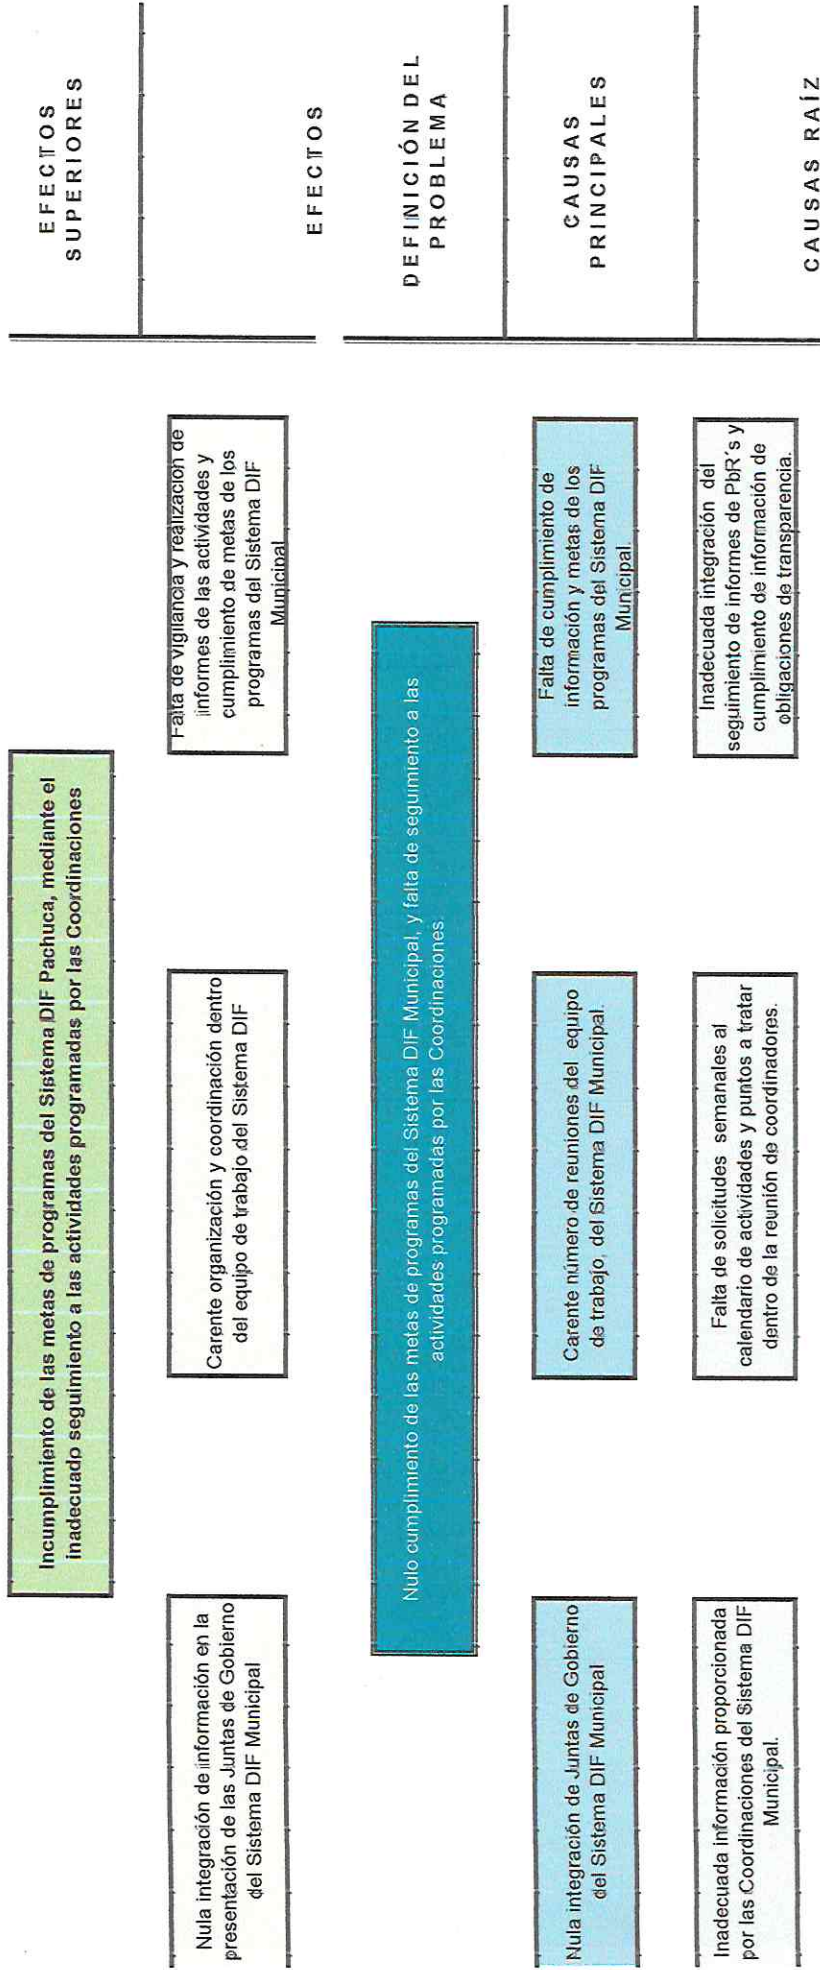 Incumplimiento de las metas de programas del Sistema DIF Pachuca, mediante el
inadecuado seguimiento a las actividades programadas por las Coordinaciones
EFECTOS
SUPERIORES
Nula integración de información en la
presentación de las Juntas de Gobierno
del Sistema DIF Municipal
Carente organización y coordinación dentro
del equipo de trabajo del Sistema DIF
Falta de vigilancia y realización de
informes de las actividades y
cumplimiento de metas de los
programas del Sistema DIF
Municipal
EFECTOS
Nulo cumplimiento de las metas de programas del Sistema DIF Municipal, y falta de seguimiento a las
actividades programadas por las Coordinaciones.
DEFINICIÓN DEL
PROBLEMA
Nula integración de Juntas de Gobierno
del Sistema DIF Municipal
Carente número de reuniones del equipo
de trabajo, del Sistema DIF Municipal.
Falta de cumplimiento de
información y metas de los
programas del Sistema DIF
Municipal.
CAUSAS
PRINCIPALES
Inadecuada información proporcionada
por las Coordinaciones del Sistema DIF
Municipal.
Falta de solicitudes semanales al
calendario de actividades y puntos a tratar
dentro de la reunión de coordinadores.
Inadecuada integración del
seguimiento de informes de PbR´s y
cumplimiento de información de
obligaciones de transparencia.
CAUSAS RAÍZ